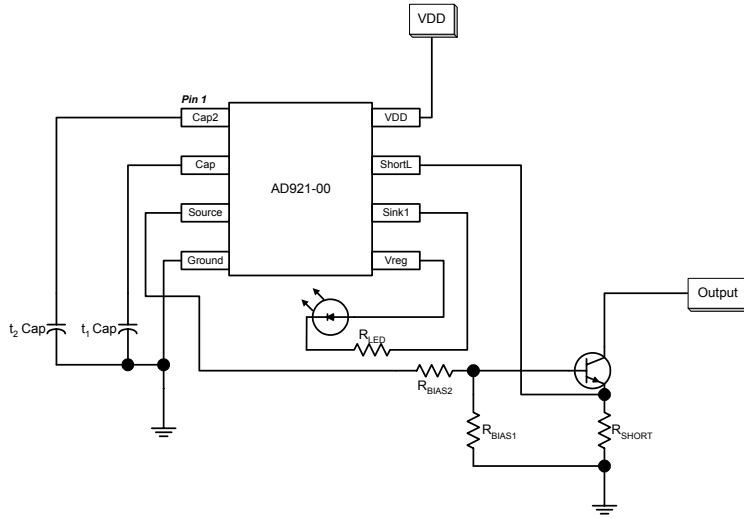 VDD
Pin 1
Cap2
VDD
Cap
ShortL
AD921-00
Source
Sink1
Ground
Vreg
Output
t2 Cap
t1 Cap
RLED
RBIAS2
RBIAS1
RSHORT